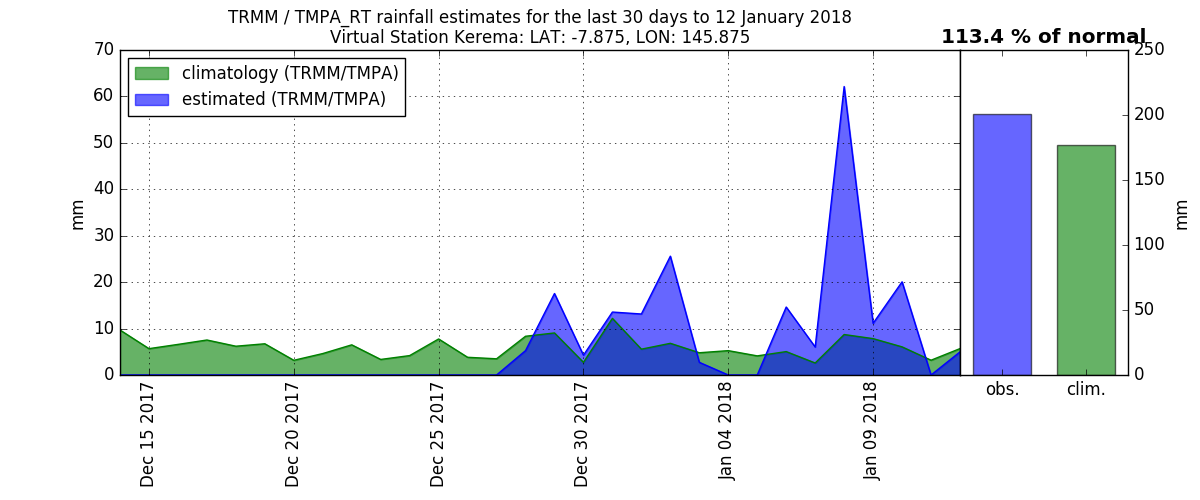 TRMM / TMPA_RT rainfall estimates for the last 30 days to 12 January 2018
Virtual Station Kerema: LAT: -7.875, LON: 145.875
113.4 % of normal
climatology (TRMM/TMPA)
estimated (TRMM/TMPA)
mm
70
60
50
40
30
20
10
0
Dec 15 2017
Dec 20 2017
Dec 25 2017
Dec 30 2017
Jan 04 2018
Jan 09 2018
obs.
clim.
250
200
150
100
50
0
mm